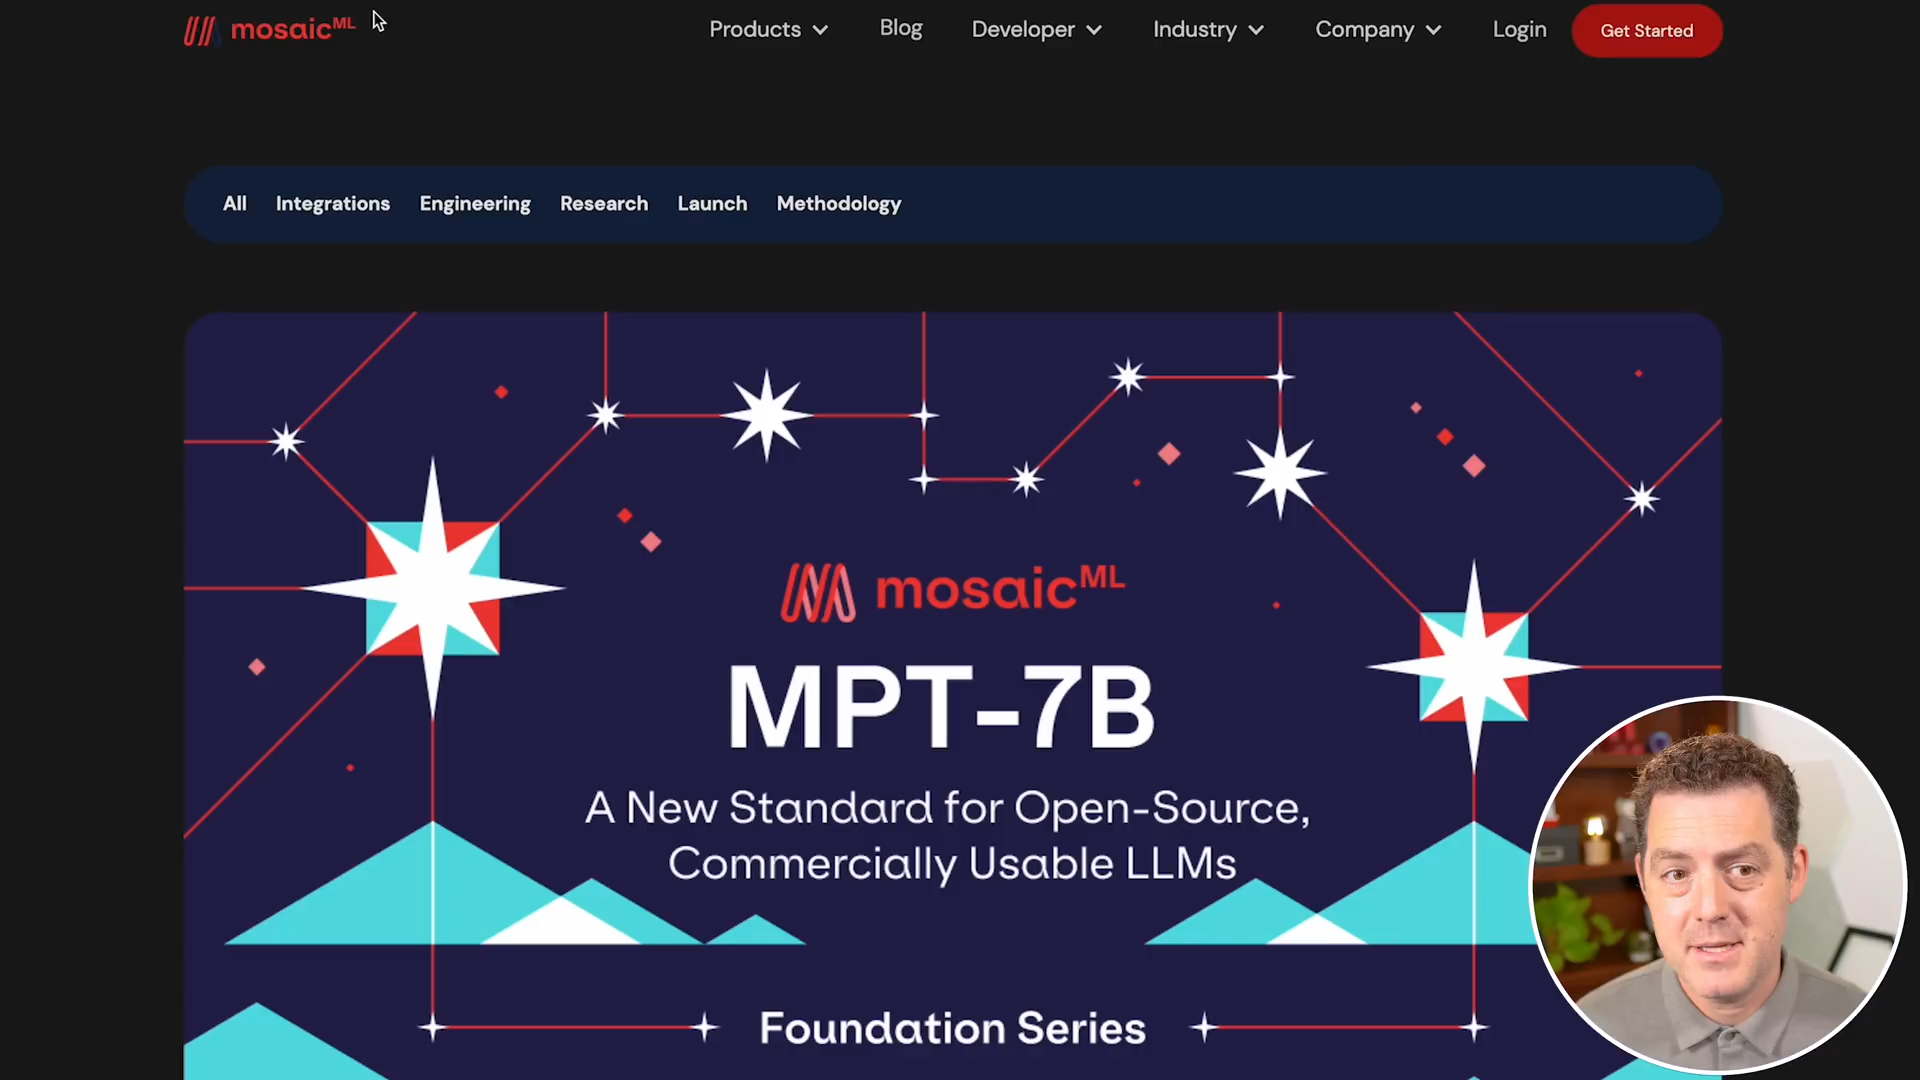 mosaicML
Products
Blog
Developer
Industry
Company
Login
Get Started
All
Integrations
Engineering
Research
Launch
Methodology
mosaicML
MPT-7B
A New Standard for Open-Source,
Commercially Usable LLMs
Foundation Series